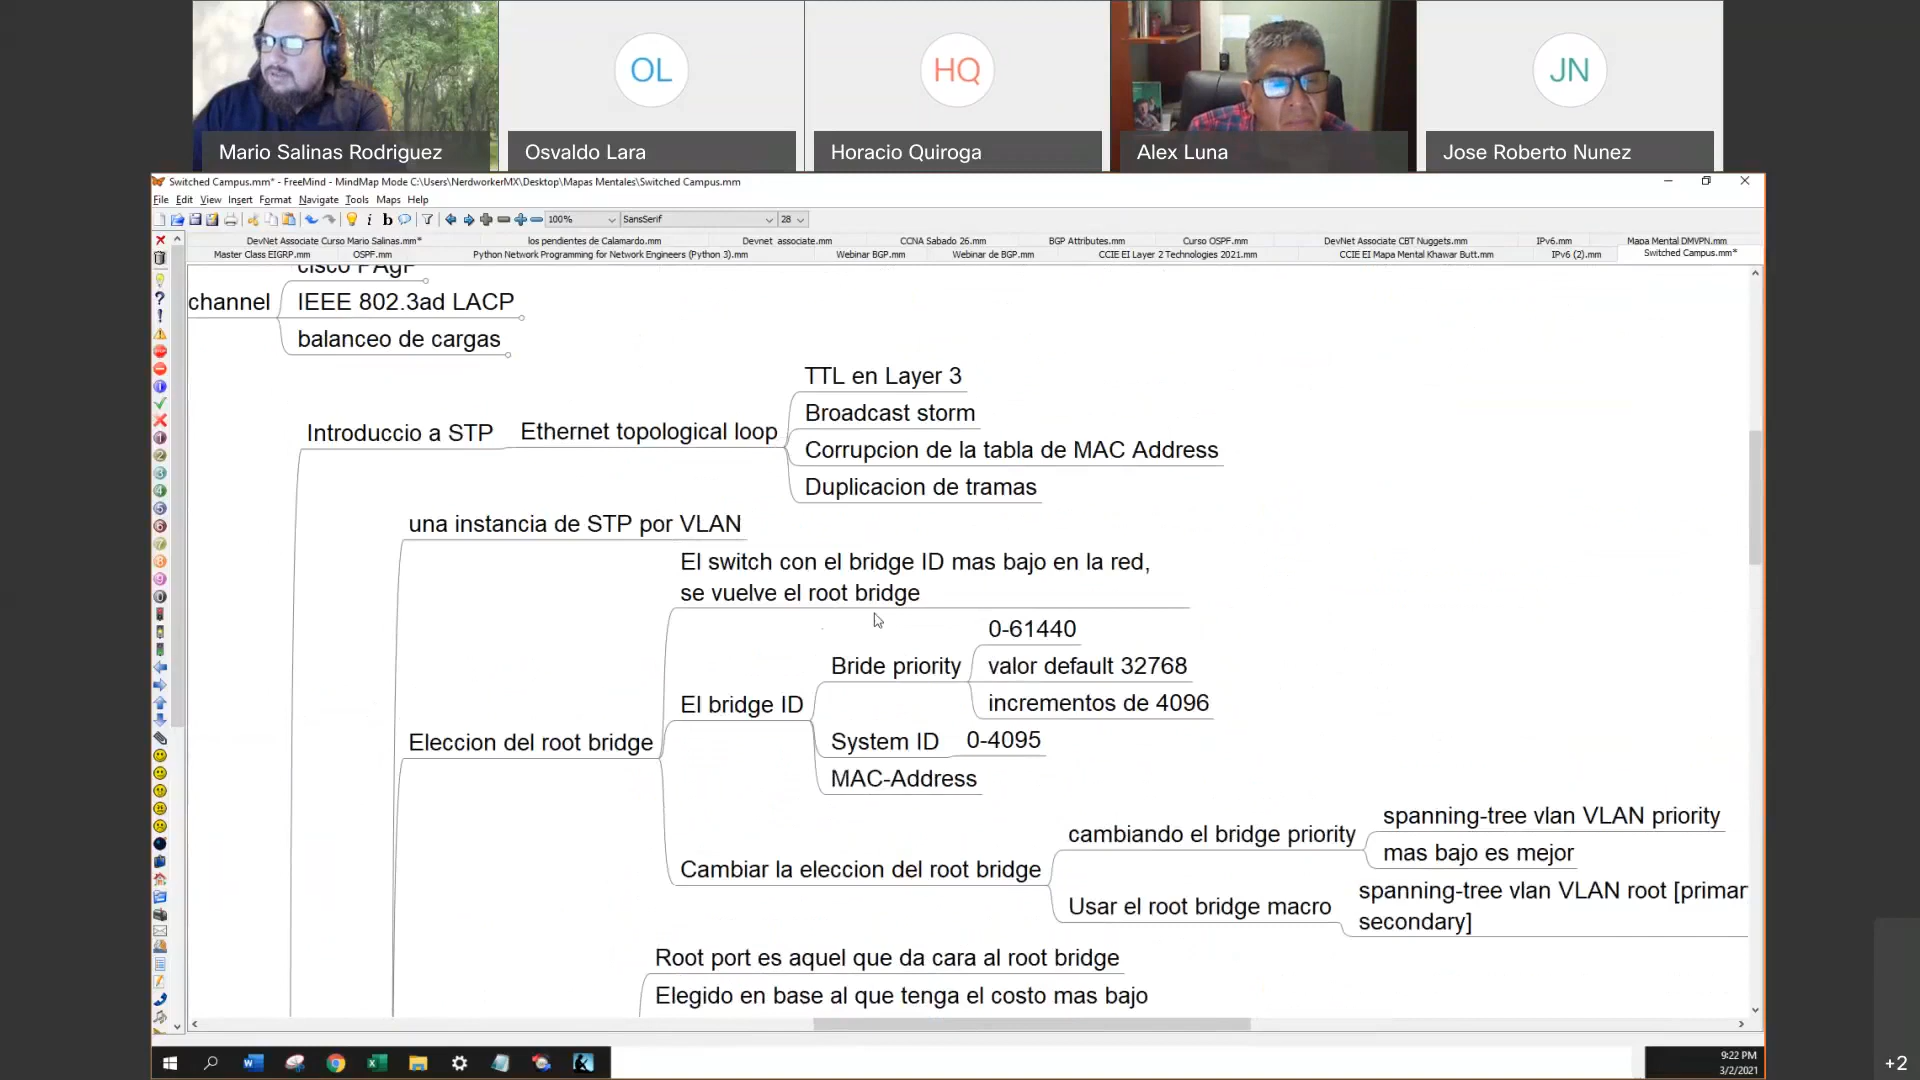 OL
HQ
JN
Mario Salinas Rodriguez
Osvaldo Lara
Horacio Quiroga
Alex Luna
Jose Roberto Nunez
Switched Campus.mm* - FreeMind - MindMap Mode C:\Users\NerdworkerMX\Desktop\Mapas Mentales\Switched Campus.mm)
File Edit View Insert Format Navigate Tools Maps Help
100% SansSerif 28
DevNet Associate Curso Mario Salinas.mm* los pendientes de Calamardo.mm Devnet associate.mm CCNA Sabado 26.mm BGP Attributes.mm Curso OSPF.mm DevNet Associate CBT Nuggets.mm IPv6.mm Mapa Mental DMVPN.mm
Master Class EIGRP.mm OSPF.mm Python Network Programming for Network Engineers (Python 3).mm Webinar BGP.mm Webinar de BGP.mm CCIE EI Layer 2 Technologies 2021.mm CCIE EI Mapa Mental Khawar Butt.mm IPv6 (2).mm Switched Campus.mm*
cisco PAgP
channel
IEEE 802.3ad LACP
balanceo de cargas
Introduccio a STP
Ethernet topological loop
TTL en Layer 3
Broadcast storm
Corrupcion de la tabla de MAC Address
Duplicacion de tramas
una instancia de STP por VLAN
El switch con el bridge ID mas bajo en la red,
se vuelve el root bridge
Eleccion del root bridge
El bridge ID
Bride priority
0-61440
valor default 32768
incrementos de 4096
System ID
0-4095
MAC-Address
Cambiar la eleccion del root bridge
cambiando el bridge priority
spanning-tree vlan VLAN priority
mas bajo es mejor
Usar el root bridge macro
spanning-tree vlan VLAN root [primar
secondary]
Root port es aquel que da cara al root bridge
Elegido en base al que tenga el costo mas bajo
9:22 PM
3/2/2021
+2